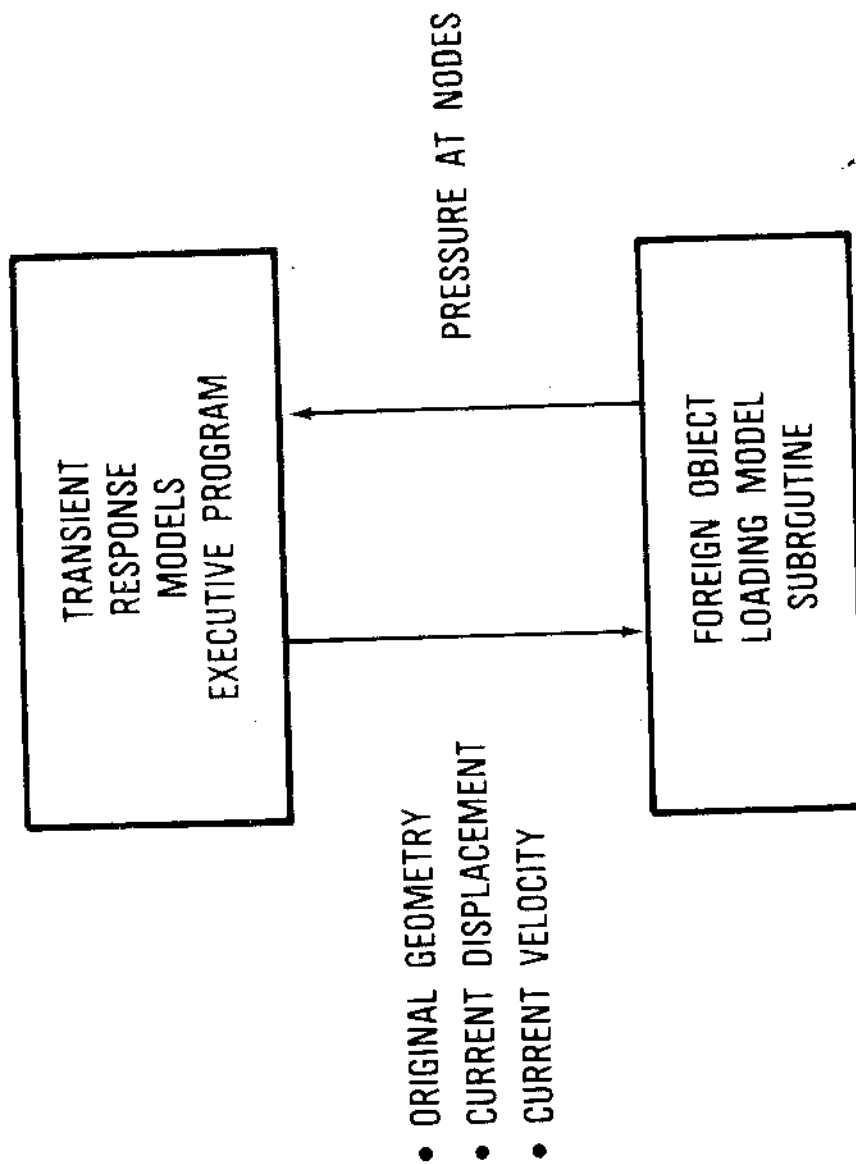 TRANSIENT
RESPONSE
MODELS
EXECUTIVE PROGRAM
• ORIGINAL GEOMETRY
• CURRENT DISPLACEMENT
• CURRENT VELOCITY
PRESSURE AT NODES
FOREIGN OBJECT
LOADING MODEL
SUBROUTINE